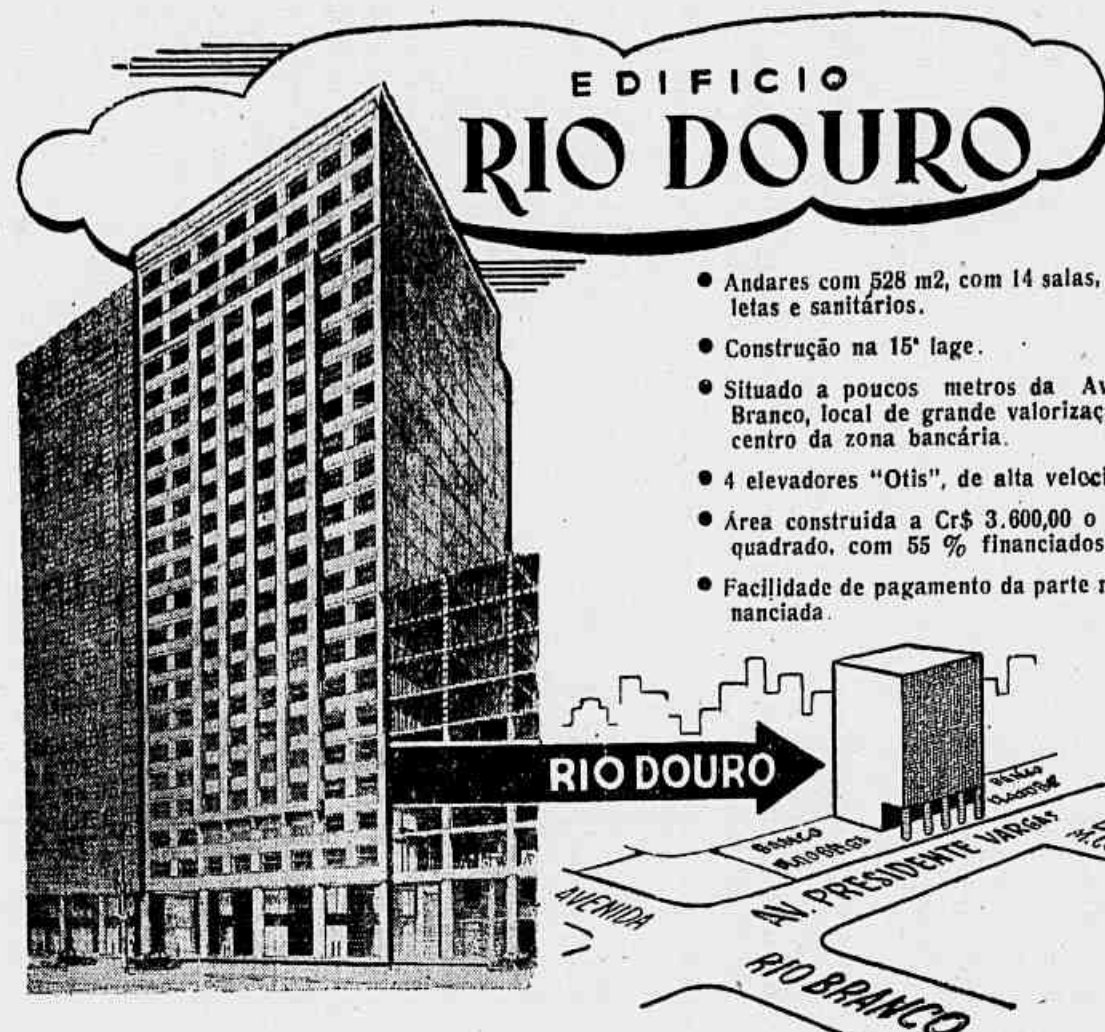 EDIFICIO
RIO DOURO
● Andares com 528 m2, com 14 salas,
letas e sanitários.
● Construção na 15ª lage.
● Situado a poucos metros da Av
Branco, local de grande valorizaç
centro da zona bancária.
● 4 elevadores "Otis", de alta veloci
● Área construida a Cr$ 3.600,00 o
quadrado, com 55 % financiados
● Facilidade de pagamento da parte n
nanciada.
RIO DOURO
BANCO
BANCO
AV. PRESIDENTE VARGAS
AVENIDA
RIO BRANCO